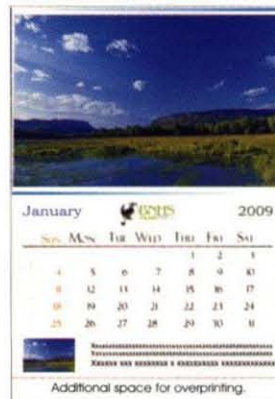 January BNHS 2009
Sun Mon Tue Wed Thu Fri Sat
1 2 3
4 5 6 7 8 9 10
11 12 13 14 15 16 17
18 19 20 21 22 23 24
25 26 27 28 29 30 31
Additional space for overprinting.